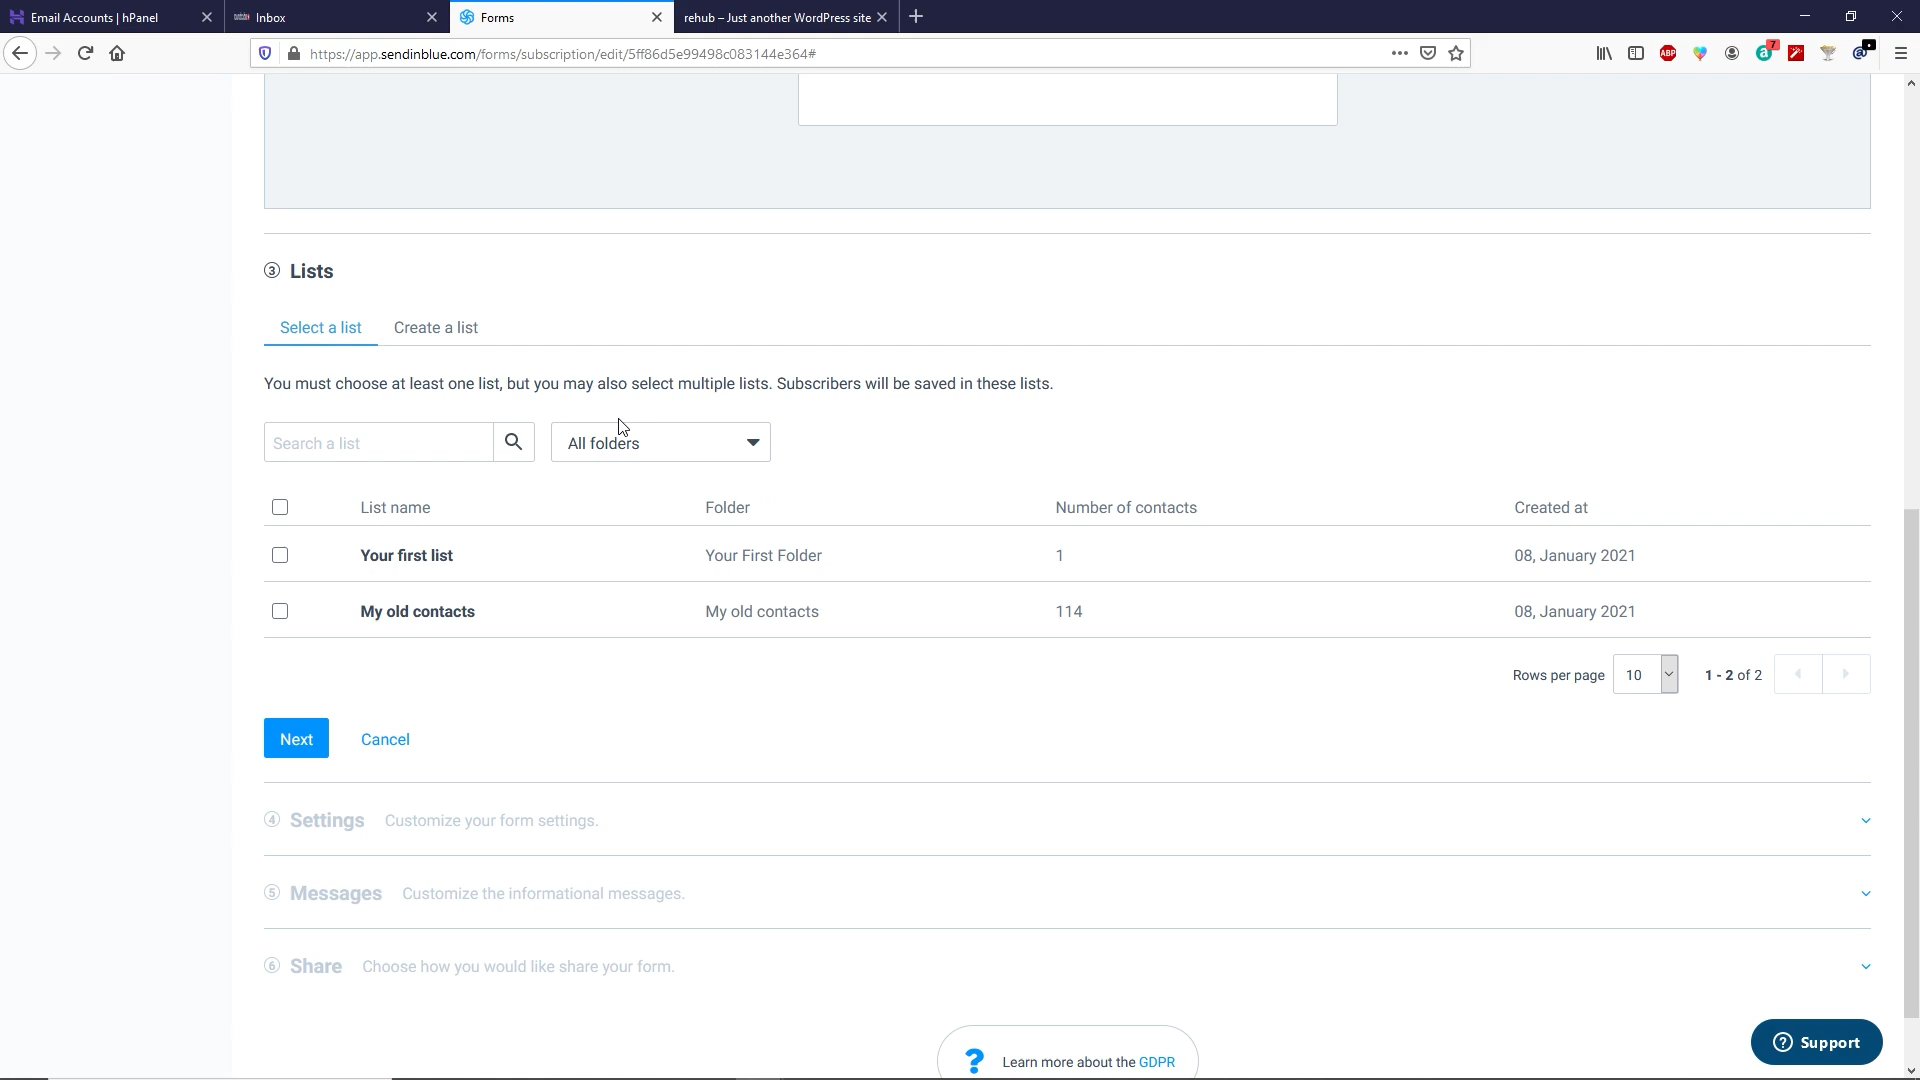 Email Accounts | hPanel
Inbox
Forms
rehub – Just another WordPress site
https://app.sendinblue.com/forms/subscription/edit/5ff86d5e99498c083144e364#
ABP
a
7
3 Lists
Select a list
Create a list
You must choose at least one list, but you may also select multiple lists. Subscribers will be saved in these lists.
Search a list
All folders
List name
Folder
Number of contacts
Created at
Your first list
Your First Folder
1
08, January 2021
My old contacts
My old contacts
114
08, January 2021
Rows per page
10
1 - 2 of 2
Next
Cancel
4 Settings Customize your form settings.
5 Messages Customize the informational messages.
6 Share Choose how you would like share your form.
? Learn more about the GDPR
? Support